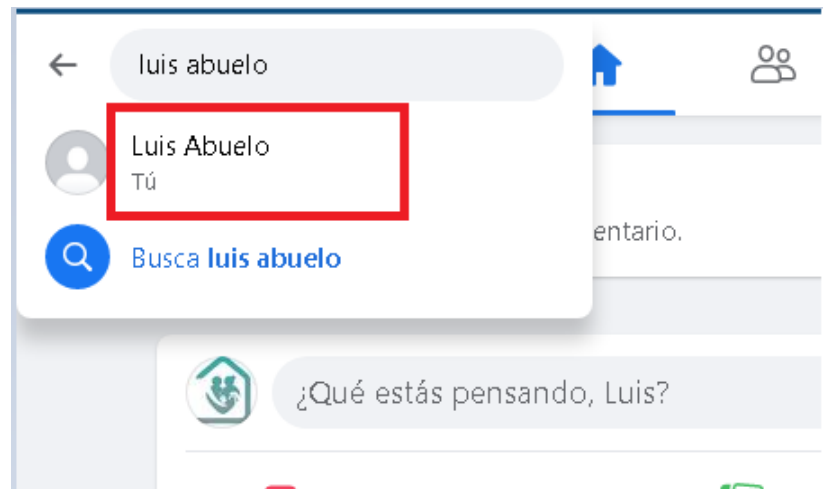 luis abuelo
Luis Abuelo
Tú
Busca luis abuelo
entario.
¿Qué estás pensando, Luis?